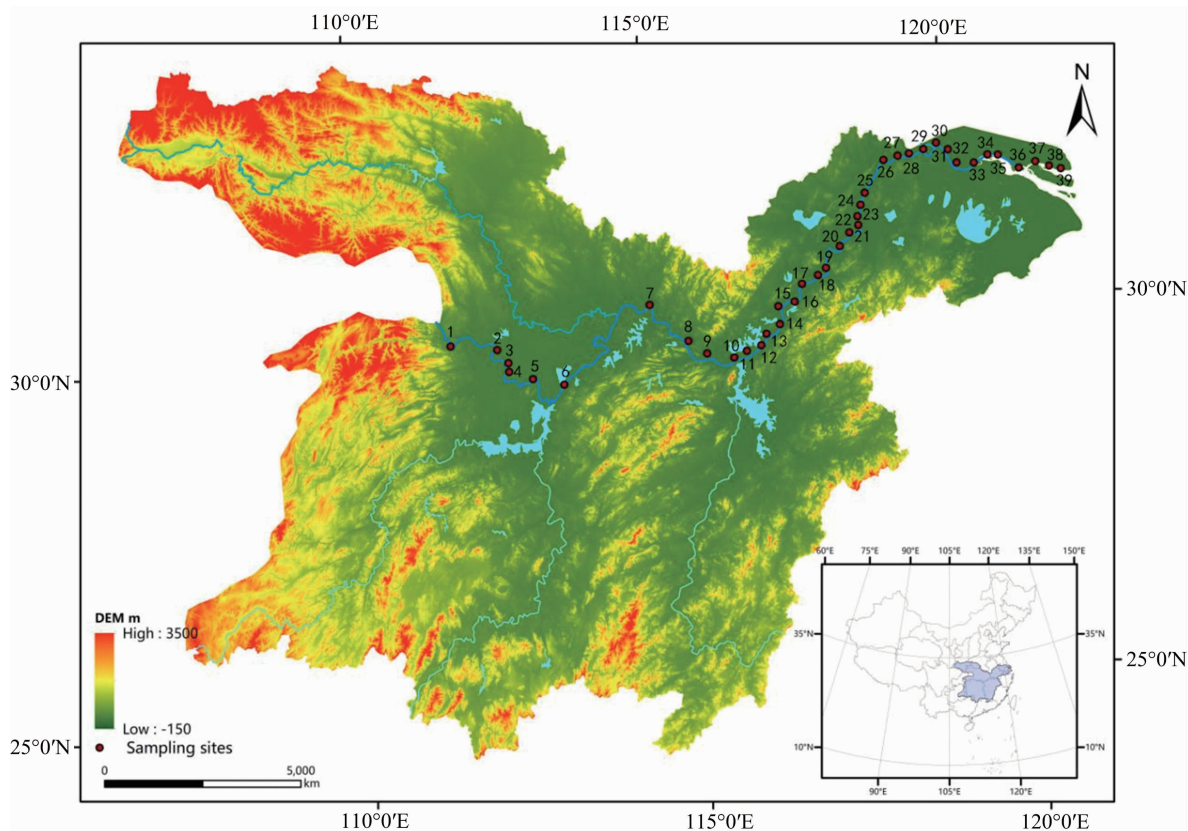 110°0′E 115°0′E 120°0′E
N
30
29
34
27
32
37
28
31
36
38
26
33
35
39
25
24
23
22
21
20
19
30°0′N
17
18
15
16
7
14
1
8
13
2
10
12
9
3
11
5
6
4
30°0′N
60°E 75°E 90°E 105°E 120°E 135°E 150°E
DEM m
High : 3500
35°N 35°N
25°0′N
Low : -150
Sampling sites
25°0′N
10°N 10°N
0 5,000
km
90°E 105°E 120°E
110°0′E 115°0′E 120°0′E